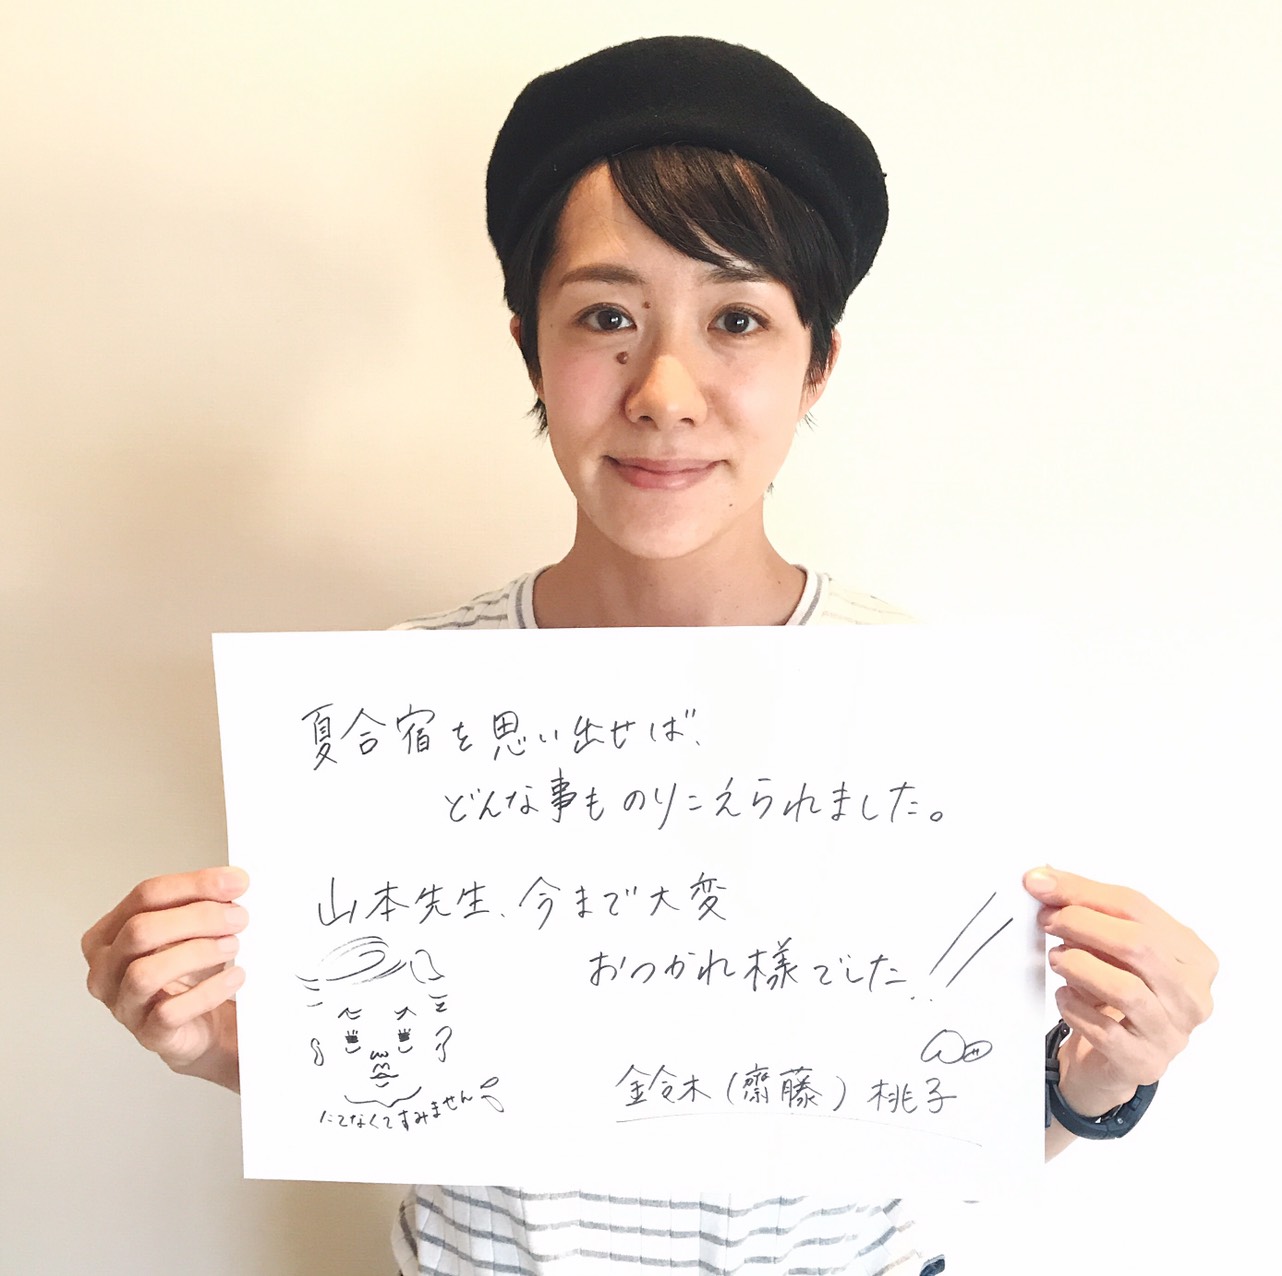 夏合宿を思い出せば、
どんな事ものりこえられました。
山本先生、今まで大変
おつかれ様でした!!
にてなくてすみません
鈴木(齋藤)桃子